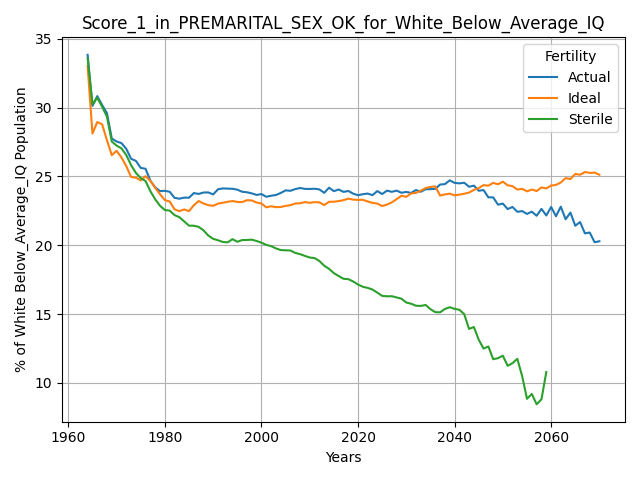 Score_1_in_PREMARITAL_SEX_OK_for_White_Below_Average_IQ
% of White Below_Average_IQ Population
35
30
25
20
15
10
Fertility
Actual
Ideal
Sterile
1960
1980
2000
2020
2040
2060
Years